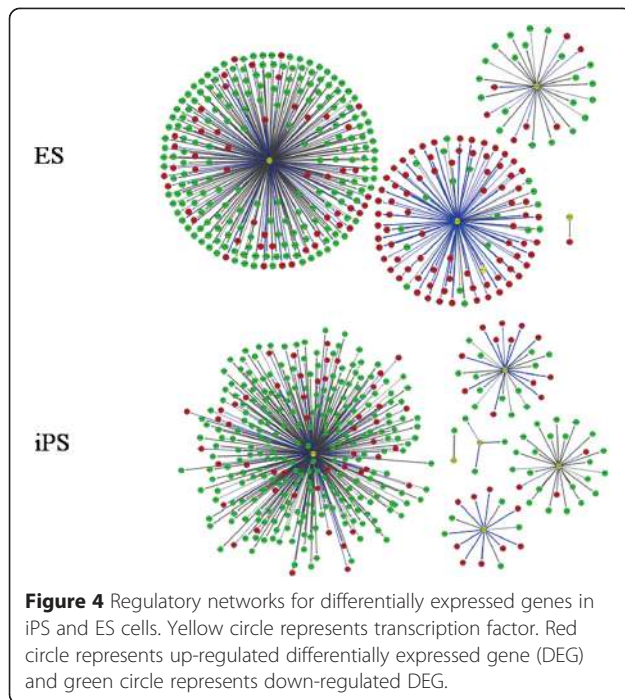 ES
iPS
Figure 4 Regulatory networks for differentially expressed genes in
iPS and ES cells. Yellow circle represents transcription factor. Red
circle represents up-regulated differentially expressed gene (DEG)
and green circle represents down-regulated DEG.